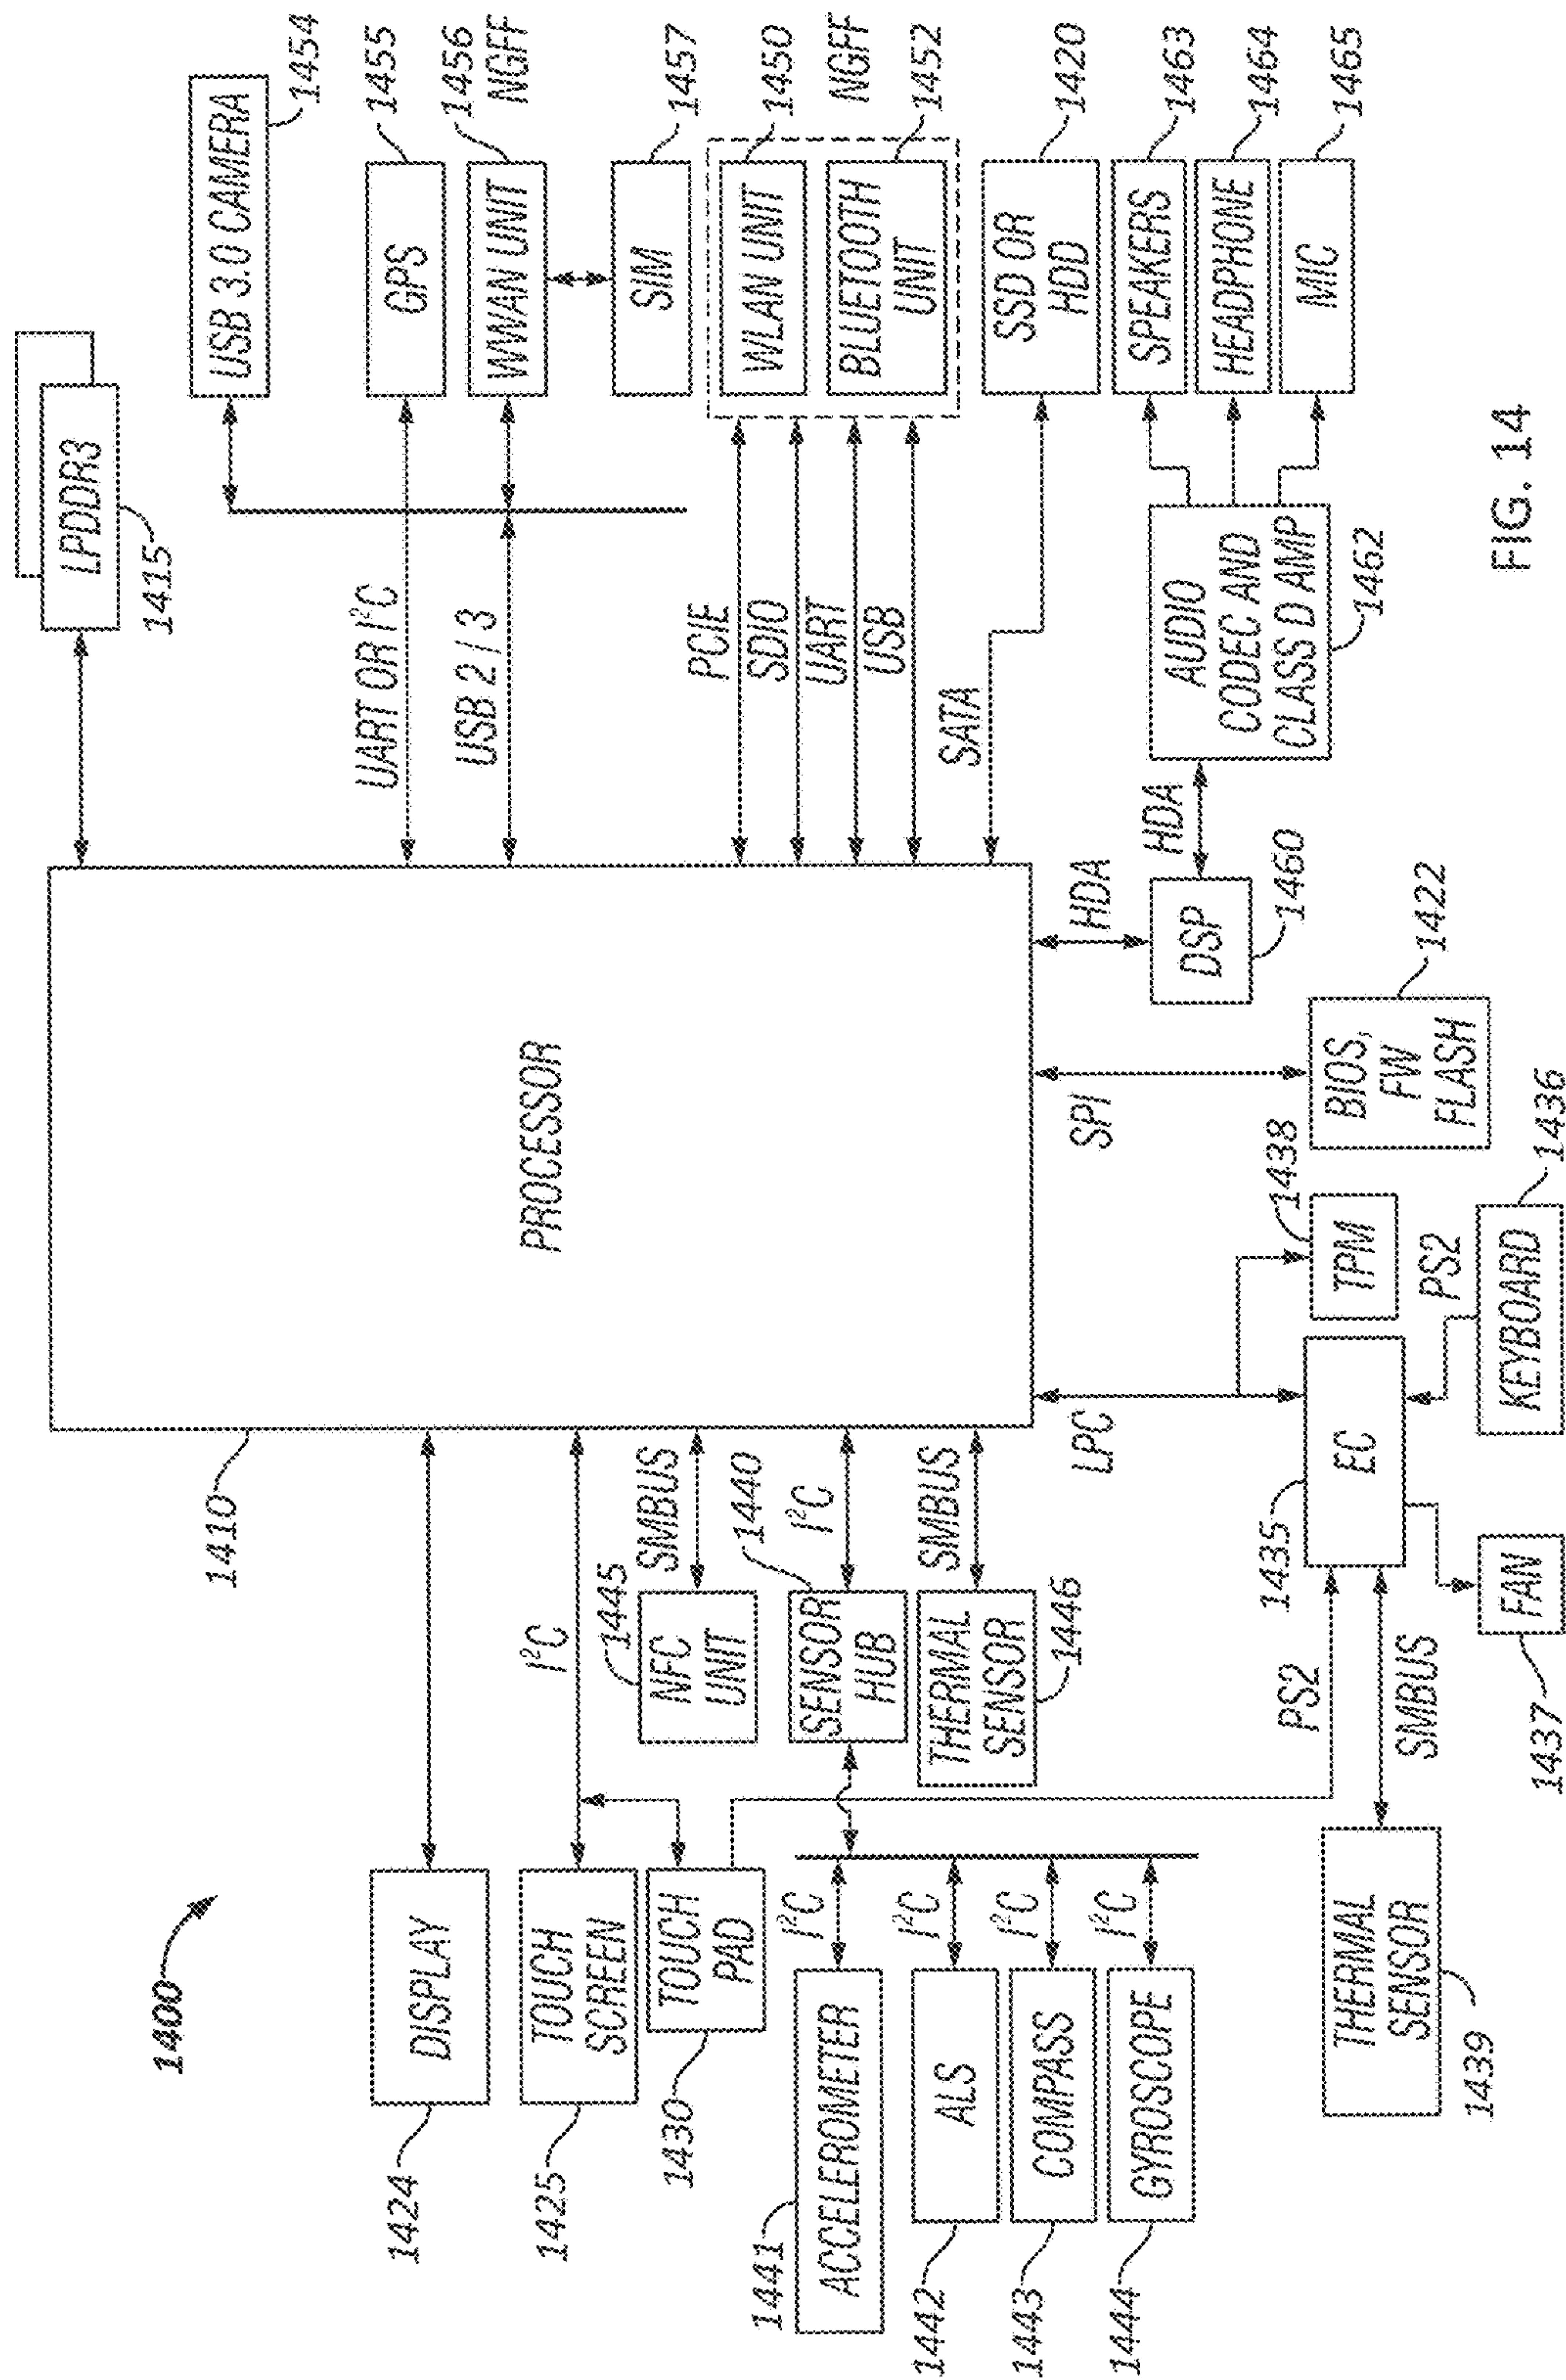 1400
LPDDR3
1415
USB 3.0 CAMERA
1454
1410
PROCESSOR
DISPLAY
1424
UART OR I²C
GPS
1455
USB 2 / 3
WWAN UNIT
1456
NGFF
SIM
1457
I²C
TOUCH
SCREEN
1425
TOUCH
PAD
1430
1445
NFC
UNIT
SMBUS
1440
SENSOR
HUB
I²C
THERMAL
SENSOR
1446
SMBUS
PCIE
SDIO
UART
USB
WLAN UNIT
1450
NGFF
BLUETOOTH
UNIT
1452
SATA
SSD OR
HDD
1420
1441
ACCELEROMETER
I²C
ALS
1442
I²C
COMPASS
1443
I²C
GYROSCOPE
1444
I²C
LPC
SPI
HDA
DSP
1460
HDA
AUDIO
CODEC AND
CLASS D AMP
1462
SPEAKERS
1463
HEADPHONE
1464
MIC
1465
PS2
1435
EC
1438
TPM
BIOS,
FW
FLASH
1422
THERMAL
SENSOR
1439
SMBUS
PS2
FAN
1437
KEYBOARD
1436
FIG. 14